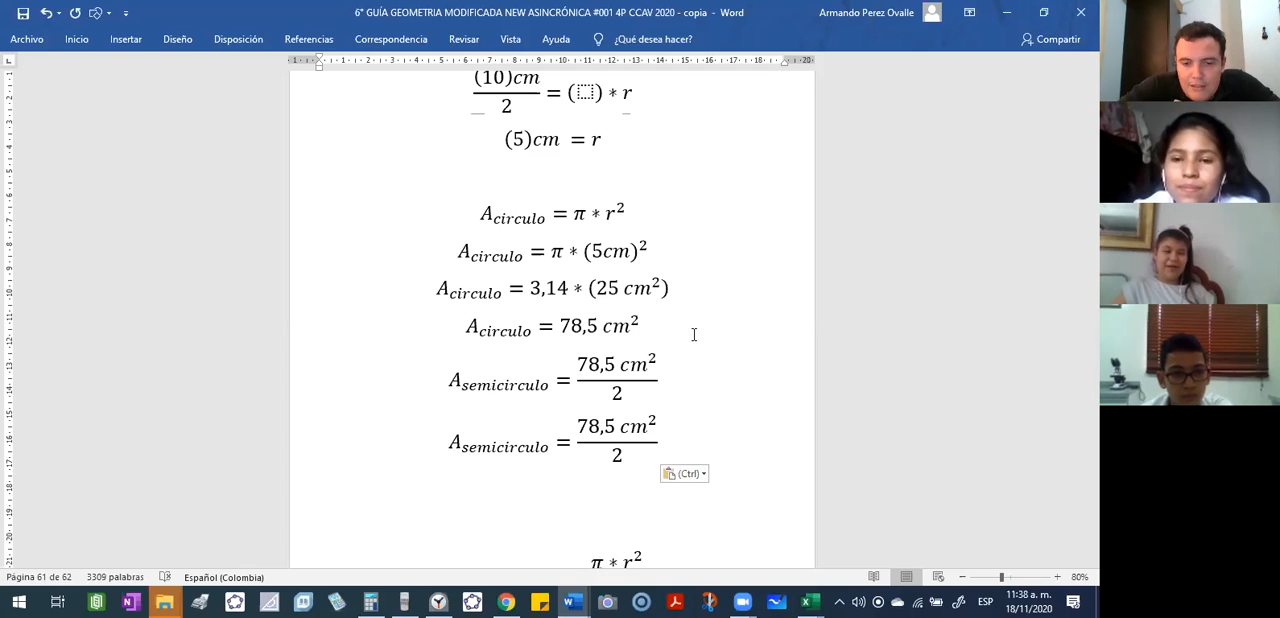 6° GUÍA GEOMETRIA MODIFICADA NEW ASINCRÓNICA #001 4P CCAV 2020 - copia - Word
Armando Perez Ovalle
Archivo Inicio Insertar Diseño Disposición Referencias Correspondencia Revisar Vista Ayuda ¿Qué desea hacer? Compartir
(10)cm / 2 = (⬚) * r
(5)cm = r
A_circulo = π * r²
A_circulo = π * (5cm)²
A_circulo = 3,14 * (25 cm²)
A_circulo = 78,5 cm²
A_semicirculo = 78,5 cm² / 2
A_semicirculo = 78,5 cm² / 2
(Ctrl)
π * r²
Página 61 de 62 3309 palabras Español (Colombia) 80%
ESP 11:38 a. m.
18/11/2020